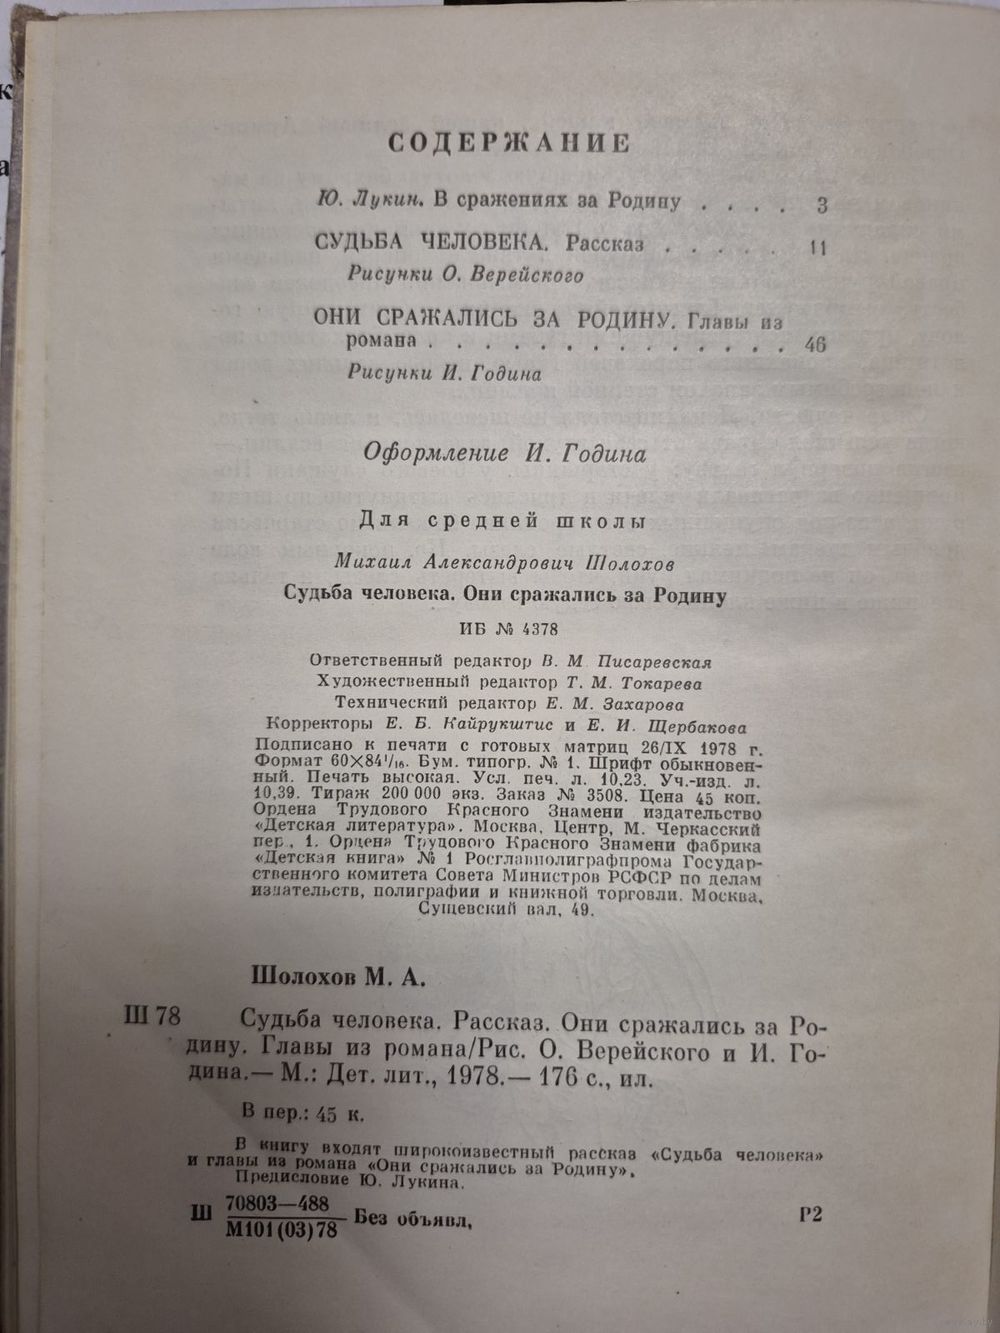 СОДЕРЖАНИЕ
Ю. Лукин. В сражениях за Родину . . . . 3
СУДЬБА ЧЕЛОВЕКА. Рассказ . . . . . 11
Рисунки О. Верейского
ОНИ СРАЖАЛИСЬ ЗА РОДИНУ. Главы из
романа . . . . . . . . . . . . . . 46
Рисунки И. Година
Оформление И. Година
Для средней школы
Михаил Александрович Шолохов
Судьба человека. Они сражались за Родину
ИБ № 4378
Ответственный редактор В. М. Писаревская
Художественный редактор Т. М. Токарева
Технический редактор Е. М. Захарова
Корректоры Е. Б. Кайрукштис и Е. И. Щербакова
Подписано к печати с готовых матриц 26/IX 1978 г.
Формат 60×84 1/16. Бум. типогр. № 1. Шрифт обыкновен-
ный. Печать высокая. Усл. печ. л. 10,23. Уч.-изд. л.
10,39. Тираж 200 000 экз. Заказ № 3508. Цена 45 коп.
Ордена Трудового Красного Знамени издательство
«Детская литература». Москва, Центр, М. Черкасский
пер., 1. Ордена Трудового Красного Знамени фабрика
«Детская книга» № 1 Росглавполиграфпрома Государ-
ственного комитета Совета Министров РСФСР по делам
издательств, полиграфии и книжной торговли. Москва,
Сущевский вал, 49.
Шолохов М. А.
Ш 78 Судьба человека. Рассказ. Они сражались за Ро-
дину. Главы из романа/Рис. О. Верейского и И. Го-
дина.— М.: Дет. лит., 1978.— 176 с., ил.
В пер.: 45 к.
В книгу входят широкоизвестный рассказ «Судьба человека»
и главы из романа «Они сражались за Родину».
Предисловие Ю. Лукина.
Ш 70803—488
М101(03)78 Без объявл. Р2